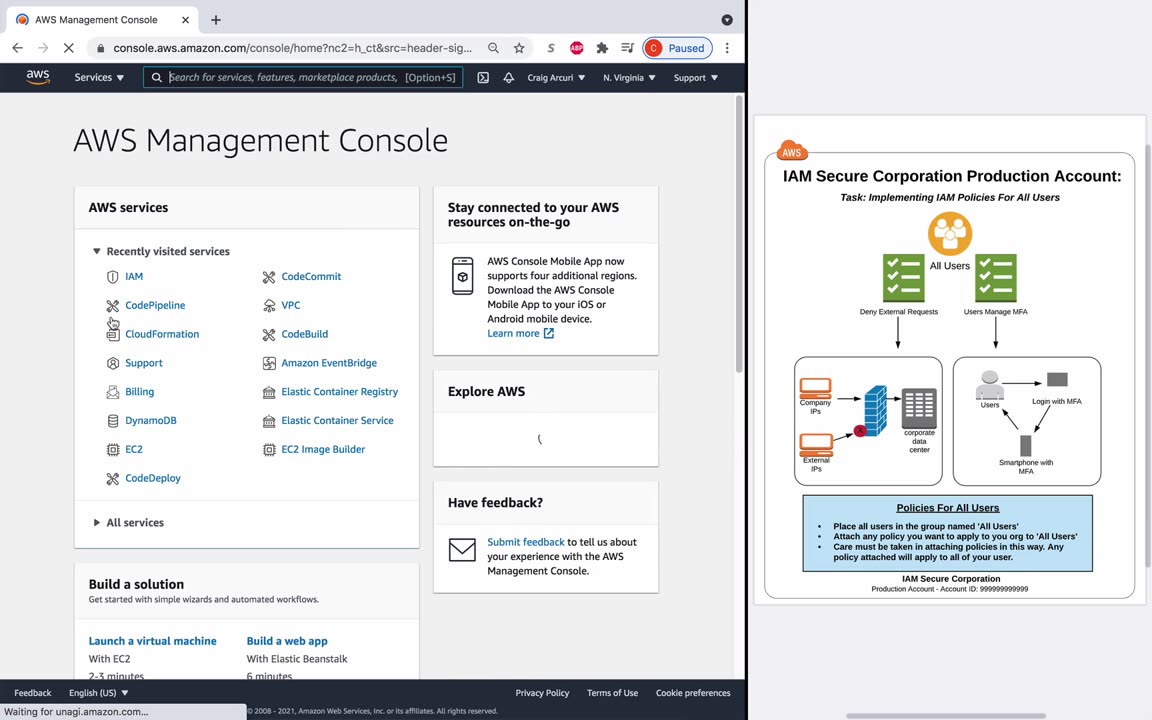 AWS Management Console
console.aws.amazon.com/console/home?nc2=h_ct&src=header-sig...
S
ABP
C Paused
aws
Services
Search for services, features, marketplace products, [Option+S]
Craig Arcuri
N. Virginia
Support
AWS Management Console
AWS services
Recently visited services
IAM
CodePipeline
CloudFormation
Support
Billing
DynamoDB
EC2
CodeDeploy
CodeCommit
VPC
CodeBuild
Amazon EventBridge
Elastic Container Registry
Elastic Container Service
EC2 Image Builder
All services
Build a solution
Get started with simple wizards and automated workflows.
Launch a virtual machine
With EC2
2-3 minutes
Build a web app
With Elastic Beanstalk
6 minutes
Stay connected to your AWS
resources on-the-go
AWS Console Mobile App now
supports four additional regions.
Download the AWS Console
Mobile App to your iOS or
Android mobile device.
Learn more
Explore AWS
Have feedback?
Submit feedback to tell us about
your experience with the AWS
Management Console.
Feedback
English (US)
Privacy Policy
Terms of Use
Cookie preferences
Waiting for unagi.amazon.com...
© 2008 - 2021, Amazon Web Services, Inc. or its affiliates. All rights reserved.
AWS
IAM Secure Corporation Production Account:
Task: Implementing IAM Policies For All Users
All Users
Deny External Requests
Users Manage MFA
Company
IPs
External
IPs
X
corporate
data
center
Users
Login with MFA
Smartphone with
MFA
Policies For All Users
• Place all users in the group named 'All Users'
• Attach any policy you want to apply to you org to 'All Users'
• Care must be taken in attaching policies in this way. Any
policy attached will apply to all of your user.
IAM Secure Corporation
Production Account - Account ID: 999999999999